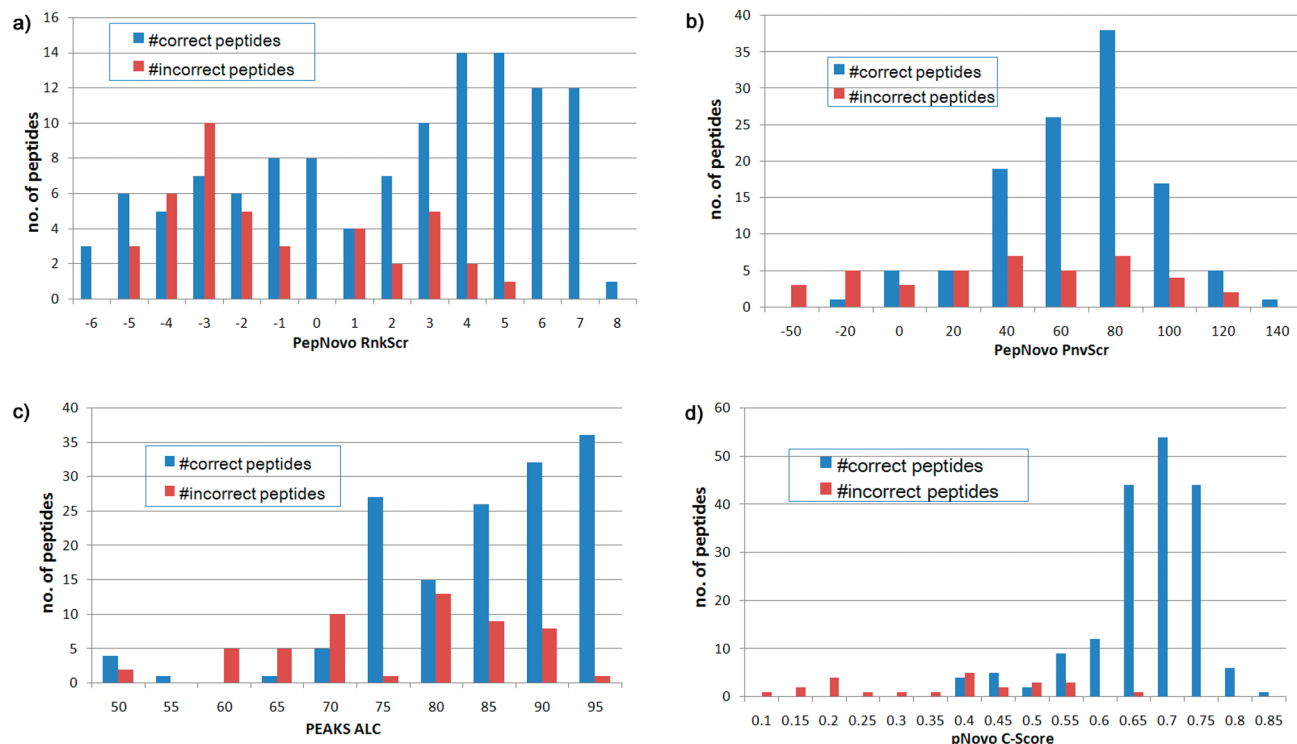 a)
#correct peptides
#incorrect peptides
no. of peptides
16
14
12
10
8
6
4
2
0
-6 -5 -4 -3 -2 -1 0 1 2 3 4 5 6 7 8
PepNovo RnkScr
b)
#correct peptides
#incorrect peptides
no. of peptides
40
35
30
25
20
15
10
5
0
-50 -20 0 20 40 60 80 100 120 140
PepNovo PnvScr
c)
#correct peptides
#incorrect peptides
no. of peptides
40
35
30
25
20
15
10
5
0
50 55 60 65 70 75 80 85 90 95
PEAKS ALC
d)
#correct peptides
#incorrect peptides
no. of peptides
60
50
40
30
20
10
0
0.1 0.15 0.2 0.25 0.3 0.35 0.4 0.45 0.5 0.55 0.6 0.65 0.7 0.75 0.8 0.85
pNovo C-Score